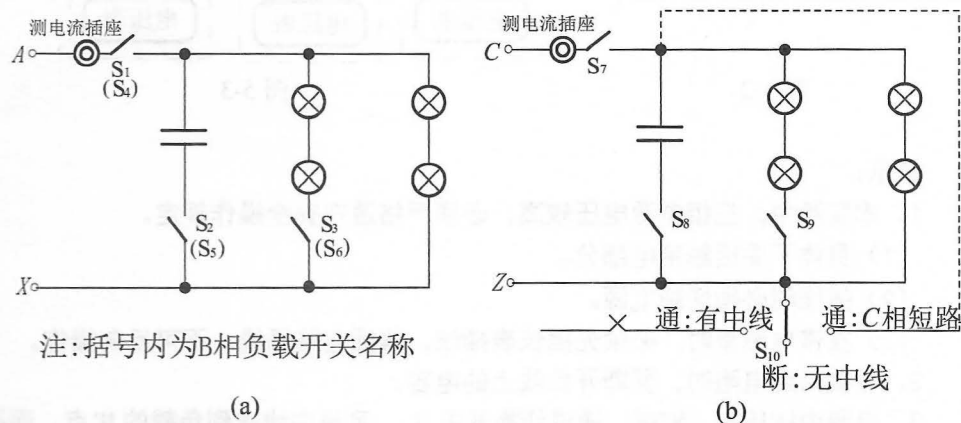 测电流插座
A
S1
(S4)
S2
(S5)
S3
(S6)
X
注:括号内为B相负载开关名称
(a)
测电流插座
C
S7
S8
S9
Z
通:有中线
通:C相短路
S10
断:无中线
(b)
5-3